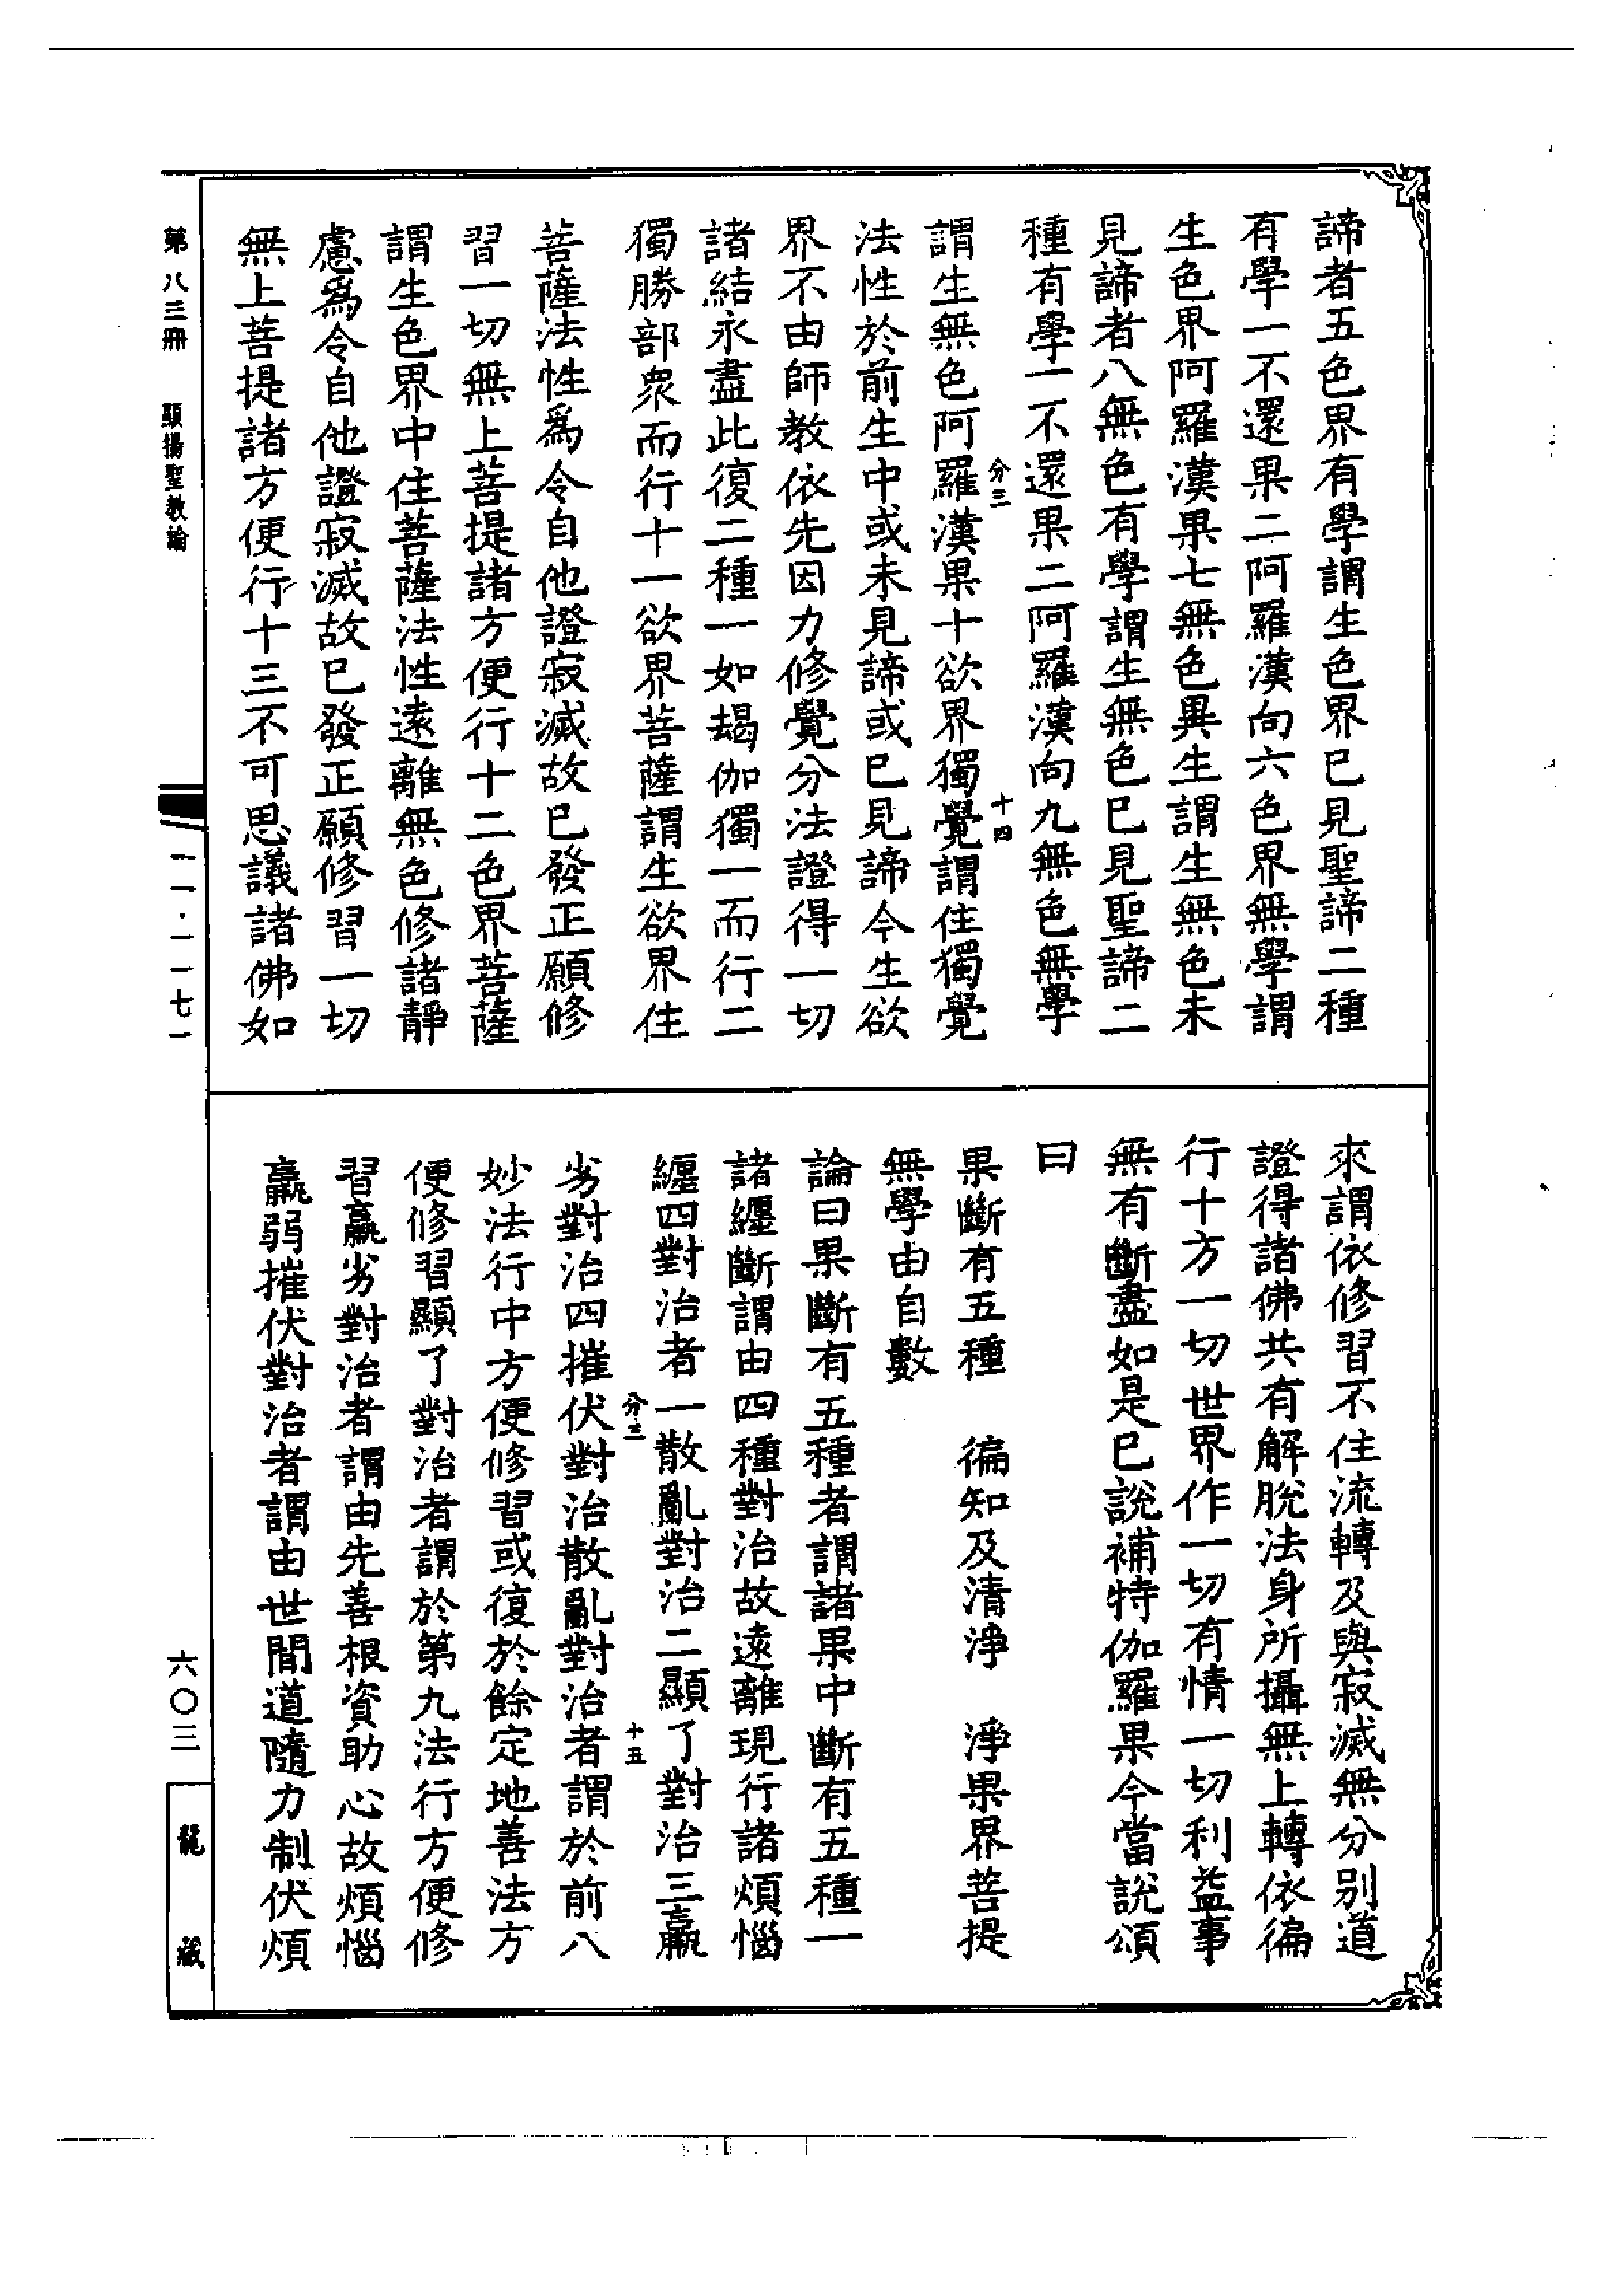 諦者五色界有學謂生色界已見聖諦二種
有學一不還果二阿羅漢向六色界無學謂
生色界阿羅漢果七無色異生謂生無色未
見諦者八無色有學謂生無色已見聖諦二
種有學一不還果二阿羅漢向九無色無學
分三
十四
謂生無色阿羅漢果十欲界獨覺謂住獨覺
法性於前生中或未見諦或已見諦今生欲
界不由師教依先因力修覺分法證得一切
諸結永盡此復二種一如朅伽獨一而行二
獨勝部衆而行十一欲界菩薩謂生欲界住
菩薩法性爲令自他證寂滅故已發正願修
習一切無上菩提諸方便行十二色界菩薩
謂生色界中住菩薩法性遠離無色修諸靜
慮爲令自他證寂滅故已發正願修習一切
無上菩提諸方便行十三不可思議諸佛如
來謂依修習不住流轉及與寂滅無分別道
證得諸佛共有解脫法身所攝無上轉依徧
行十方一切世界作一切有情一切利益事
無有斷盡如是已說補特伽羅果今當說頌
曰
果斷有五種　徧知及清淨　淨果界菩提
無學由自數
論曰果斷有五種者謂諸果中斷有五種一
諸纏斷謂由四種對治故遠離現行諸煩惱
纏四對治者一散亂對治二顯了對治三羸
分三
十五
劣對治四摧伏對治散亂對治者謂於前八
妙法行中方便修習或復於餘定地善法方
便修習顯了對治者謂於第九法行方便修
習羸劣對治者謂由先善根資助心故煩惱
羸弱摧伏對治者謂由世間道隨力制伏煩
第八三冊　顯揚聖教論
一一·一一七一
六〇三
龍藏